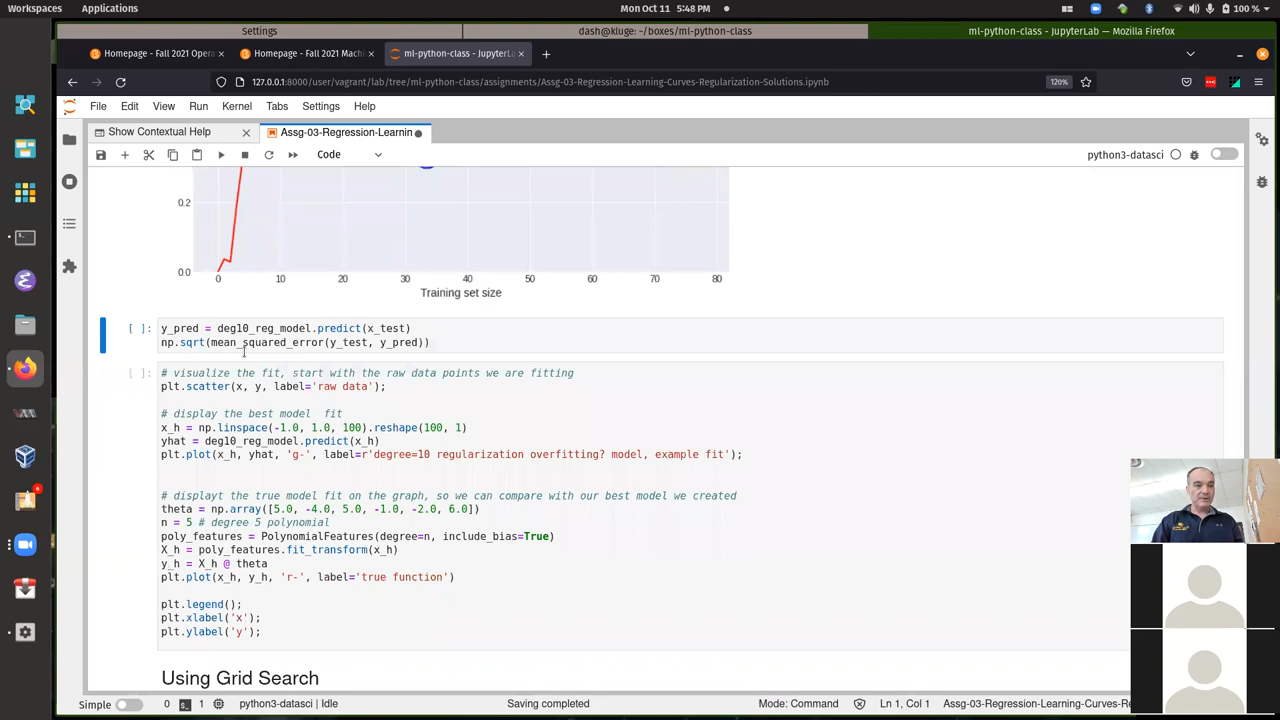 Workspaces Applications Mon Oct 11 5:48 PM 100 %
Settings dash@kluge: ~/boxes/ml-python-class ml-python-class - JupyterLab — Mozilla Firefox
Homepage - Fall 2021 Opera Homepage - Fall 2021 Machi ml-python-class - JupyterLab
127.0.0.1:8000/user/vagrant/lab/tree/ml-python-class/assignments/Assg-03-Regression-Learning-Curves-Regularization-Solutions.ipynb 120%
File Edit View Run Kernel Tabs Settings Help
Show Contextual Help Assg-03-Regression-Learnin
Code python3-datasci
0.2
0.0
0 10 20 30 40 50 60 70 80
Training set size
[ ]: y_pred = deg10_reg_model.predict(x_test)
np.sqrt(mean_squared_error(y_test, y_pred))
[ ]: # visualize the fit, start with the raw data points we are fitting
plt.scatter(x, y, label='raw data');
# display the best model  fit
x_h = np.linspace(-1.0, 1.0, 100).reshape(100, 1)
yhat = deg10_reg_model.predict(x_h)
plt.plot(x_h, yhat, 'g-', label=r'degree=10 regularization overfitting? model, example fit');
# displayt the true model fit on the graph, so we can compare with our best model we created
theta = np.array([5.0, -4.0, 5.0, -1.0, -2.0, 6.0])
n = 5 # degree 5 polynomial
poly_features = PolynomialFeatures(degree=n, include_bias=True)
X_h = poly_features.fit_transform(x_h)
y_h = X_h @ theta
plt.plot(x_h, y_h, 'r-', label='true function')
plt.legend();
plt.xlabel('x');
plt.ylabel('y');
Using Grid Search
Simple 0 1 python3-datasci | Idle Saving completed Mode: Command Ln 1, Col 1 Assg-03-Regression-Learning-Curves-Re